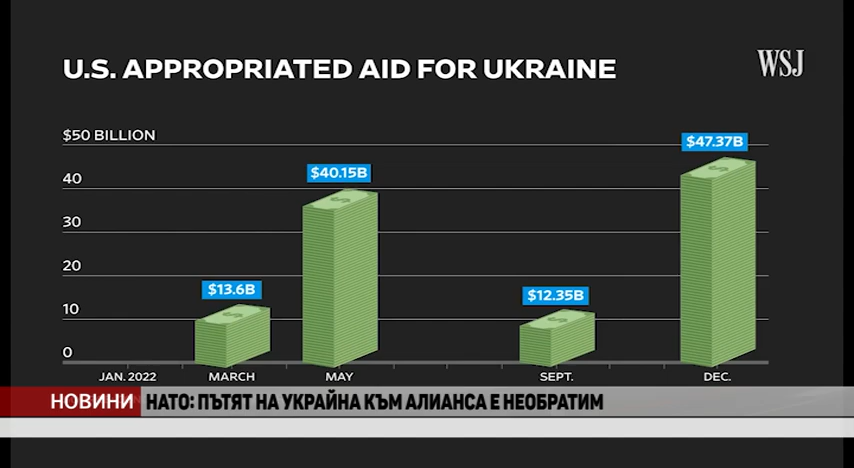 U.S. APPROPRIATED AID FOR UKRAINE
WSJ
$50 BILLION
$47.37B
40
$40.15B
30
20
$13.6B
$12.35B
10
0
JAN. 2022
MARCH
MAY
SEPT.
DEC.
НОВИНИ
НАТО: ПЪТЯТ НА УКРАЙНА КЪМ АЛИАНСА Е НЕОБРАТИМ